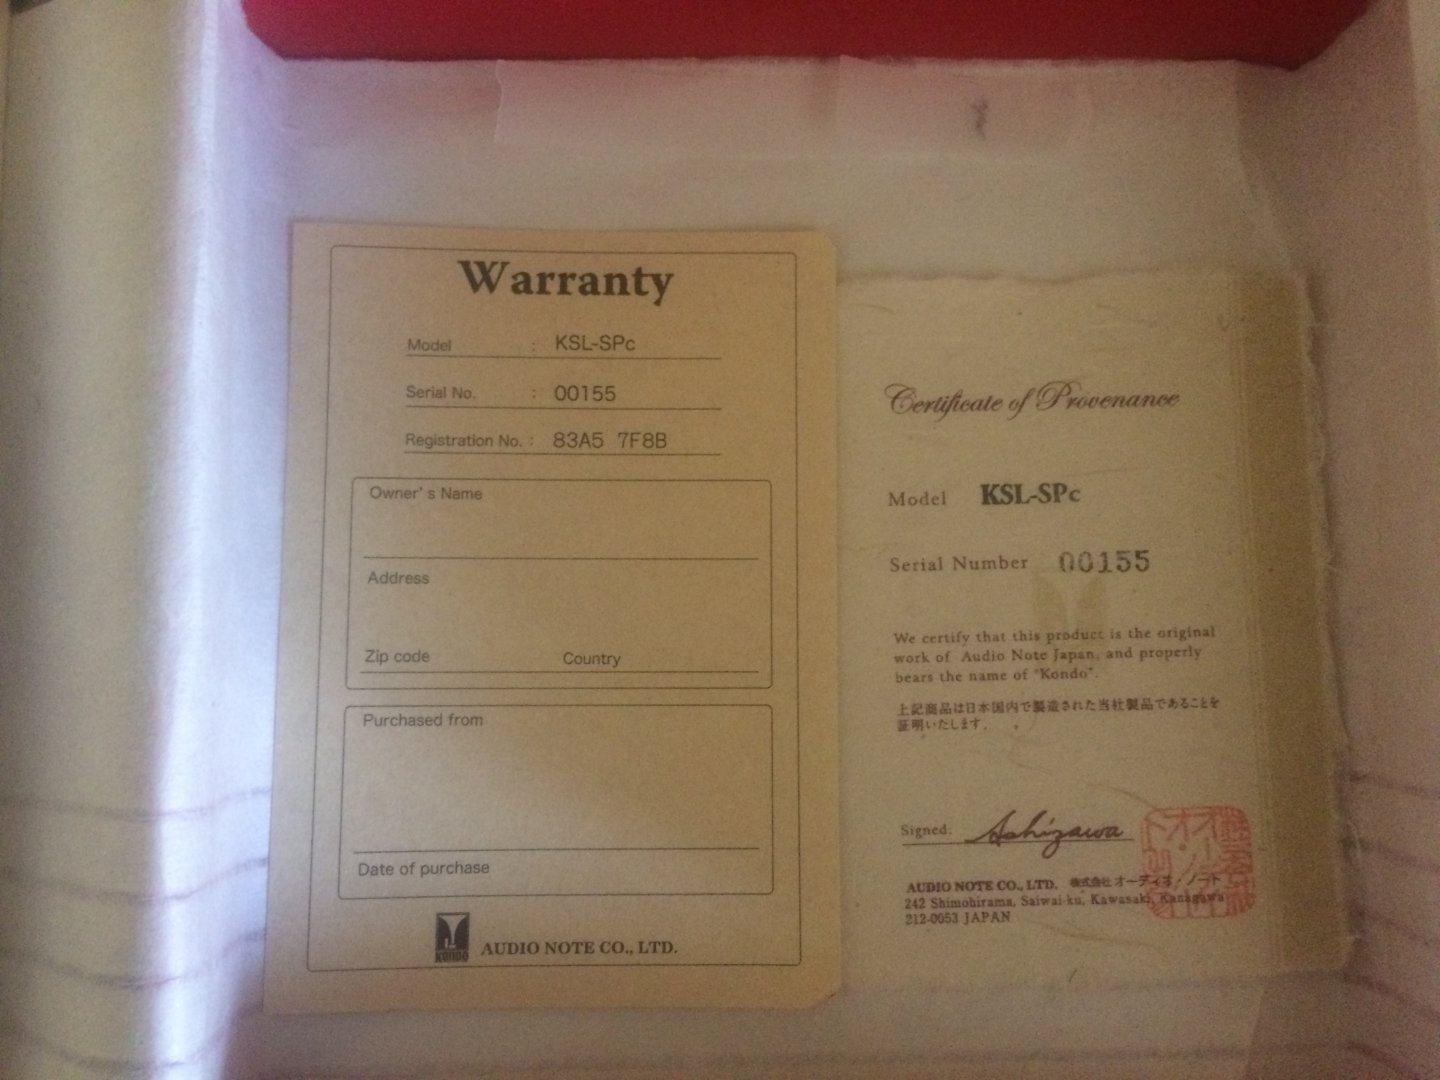 Warranty
Model : KSL-SPc
Serial No. : 00155
Registration No. : 83A5 7F8B
Owner's Name
Address
Zip code Country
Purchased from
Date of purchase
KONDO
AUDIO NOTE CO., LTD.
Certificate of Provenance
Model KSL-SPc
Serial Number 00155
We certify that this product is the original
work of Audio Note Japan, and properly
bears the name of "Kondo".
上記商品は日本国内で製造された当社製品であることを
証明いたします。
Signed: Ashizawa
AUDIO NOTE CO., LTD. 株式会社 オーディオ・ノート
242 Shimohirama, Saiwai-ku, Kawasaki, Kanagawa
212-0053 JAPAN